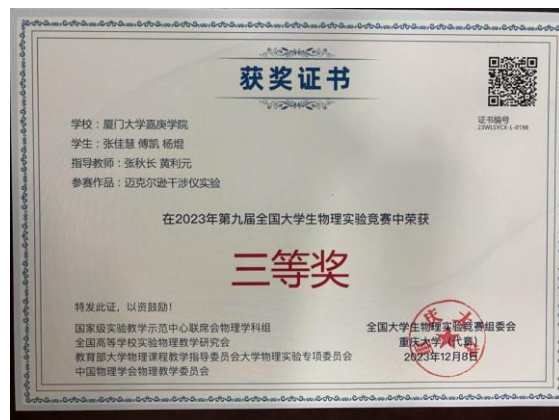 获奖证书
证书编号
23WLSYCX-L-0198
学校：厦门大学嘉庚学院
学生：张佳慧 傅凯 杨焜
指导教师：张秋长 黄利元
参赛作品：迈克尔逊干涉仪实验
在2023年第九届全国大学生物理实验竞赛中荣获
三等奖
特发此证，以资鼓励！
国家级实验教学示范中心联席会物理学科组
全国高等学校实验物理教学研究会
教育部大学物理课程教学指导委员会大学物理实验专项委员会
中国物理学会物理教学委员会
全国大学生物理实验竞赛组委会
重庆大学（代章）
2023年12月8日